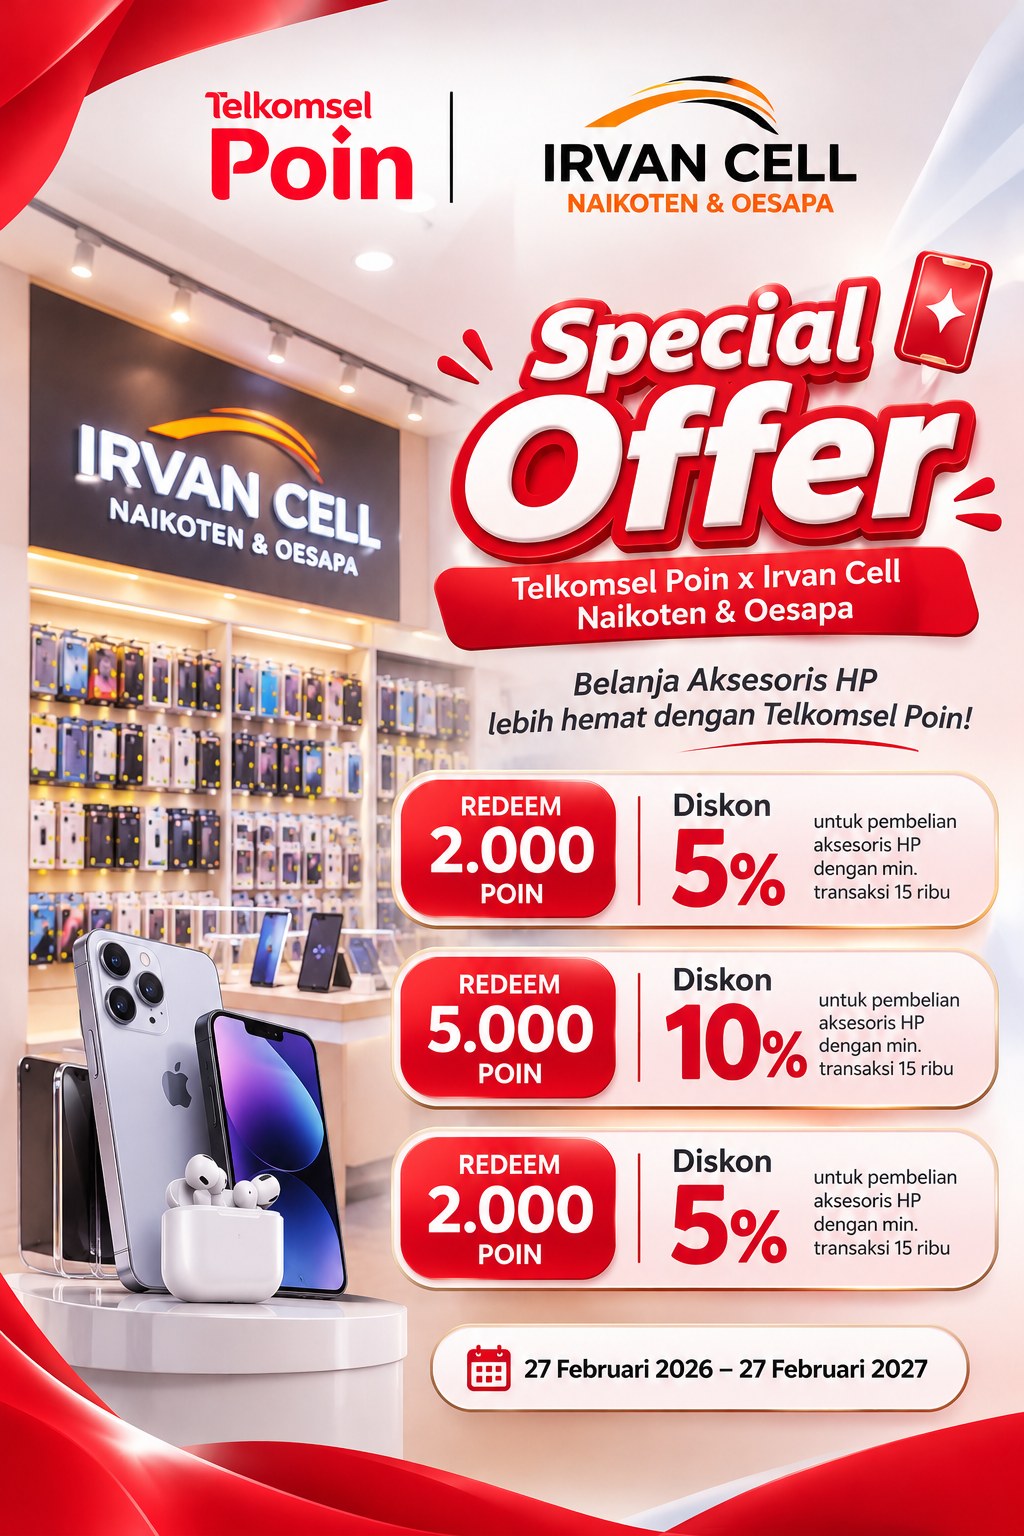 Telkomsel
Poin
IRVAN CELL
NAIKOTEN & OESAPA
IRVAN CELL
NAIKOTEN & OESAPA
Special
Offer
Telkomsel Poin x Irvan Cell
Naikoten & Oesapa
Belanja Aksesoris HP
lebih hemat dengan Telkomsel Poin!
REDEEM
2.000
POIN
Diskon
5%
untuk pembelian
aksesoris HP
dengan min.
transaksi 15 ribu
REDEEM
5.000
POIN
Diskon
10%
untuk pembelian
aksesoris HP
dengan min.
transaksi 15 ribu
REDEEM
2.000
POIN
Diskon
5%
untuk pembelian
aksesoris HP
dengan min.
transaksi 15 ribu
27 Februari 2026 – 27 Februari 2027